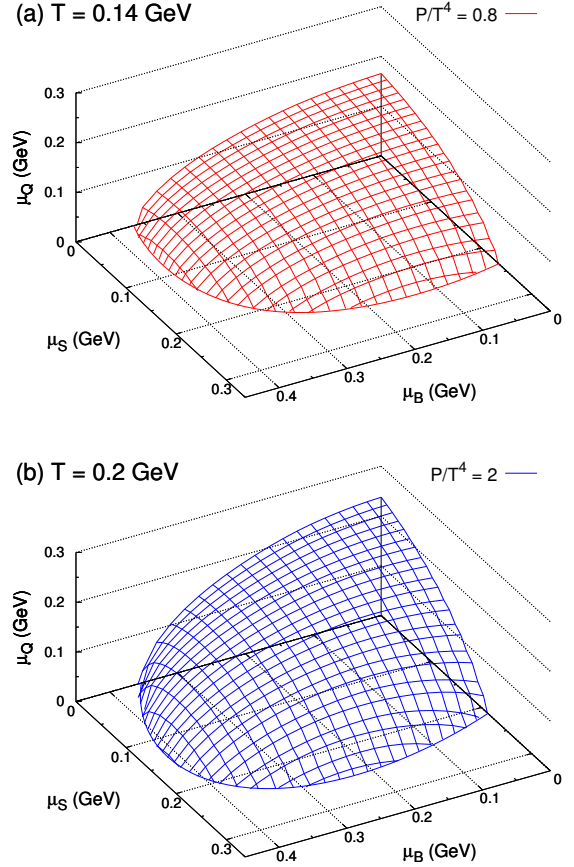 (a) T = 0.14 GeV
P/T⁴ = 0.8
0.3
0.2
0.1
0
μQ (GeV)
0
0.1
0.2
0.3
μS (GeV)
0.4
0.3
0.2
0.1
0
μB (GeV)
(b) T = 0.2 GeV
P/T⁴ = 2
0.3
0.2
0.1
0
μQ (GeV)
0
0.1
0.2
0.3
μS (GeV)
0.4
0.3
0.2
0.1
0
μB (GeV)